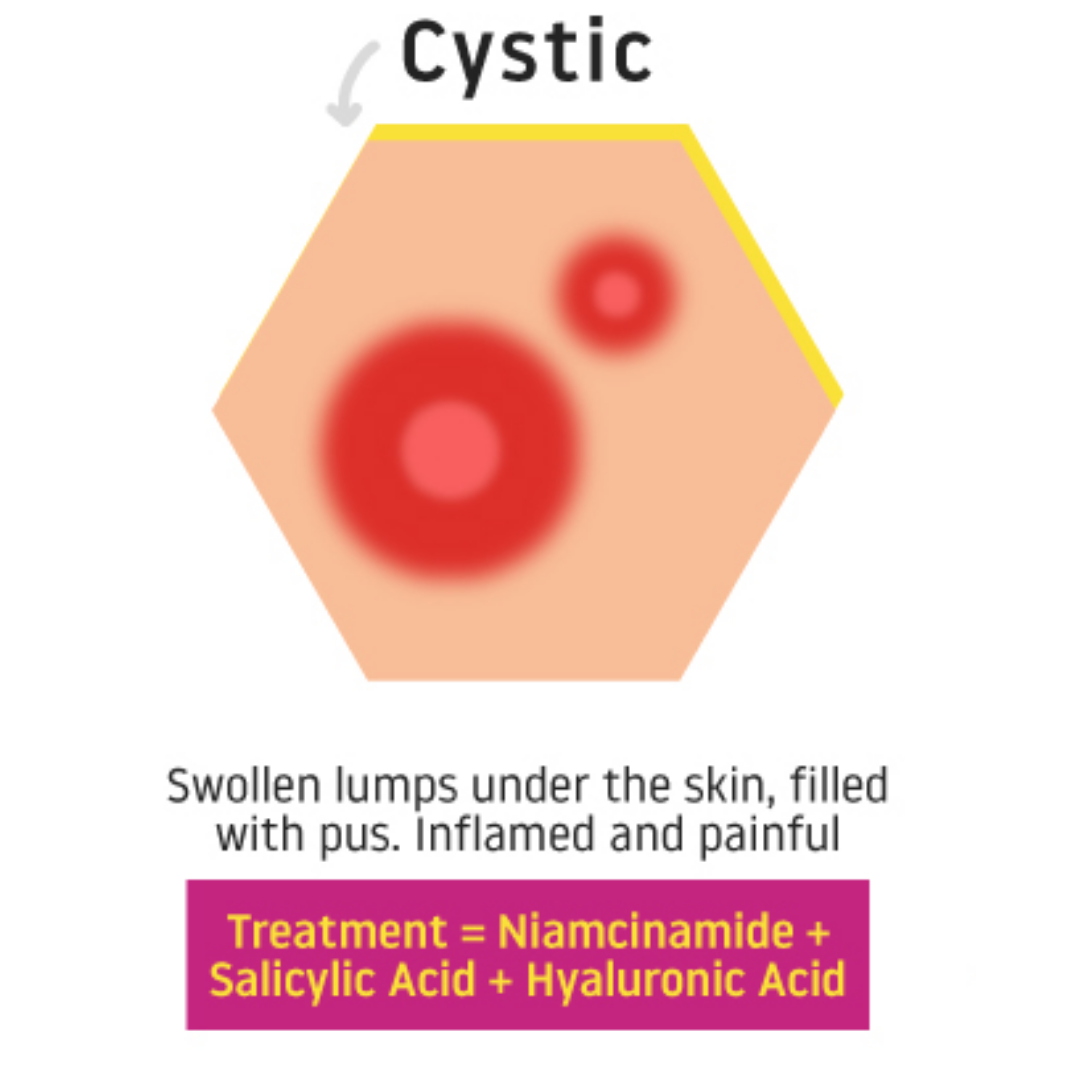 Cystic
Swollen lumps under the skin, filled
with pus. Inflamed and painful
Treatment = Niamcinamide +
Salicylic Acid + Hyaluronic Acid